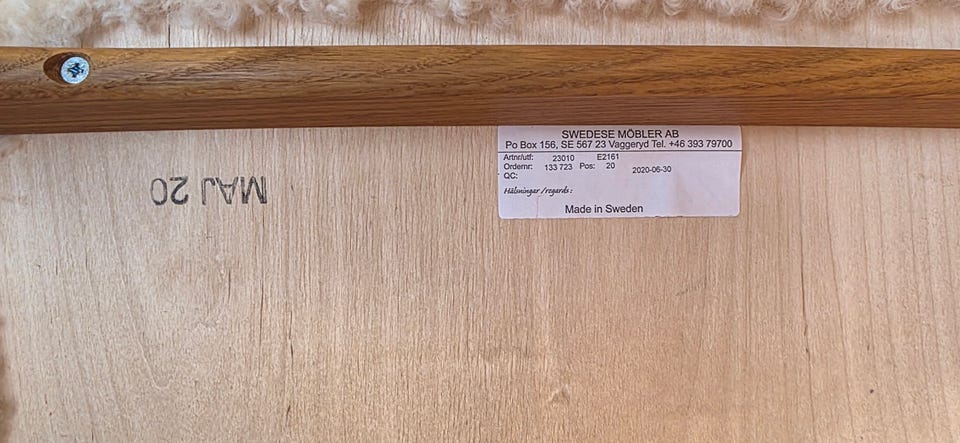 SWEDESE MÖBLER AB
Po Box 156, SE 567 23 Vaggeryd Tel. +46 393 79700
Artnr/utf: 23010 E2161
Ordernr: 133 723 Pos: 20 2020-06-30
QC:
Hälsningar /regards :
Made in Sweden
MAJ 20